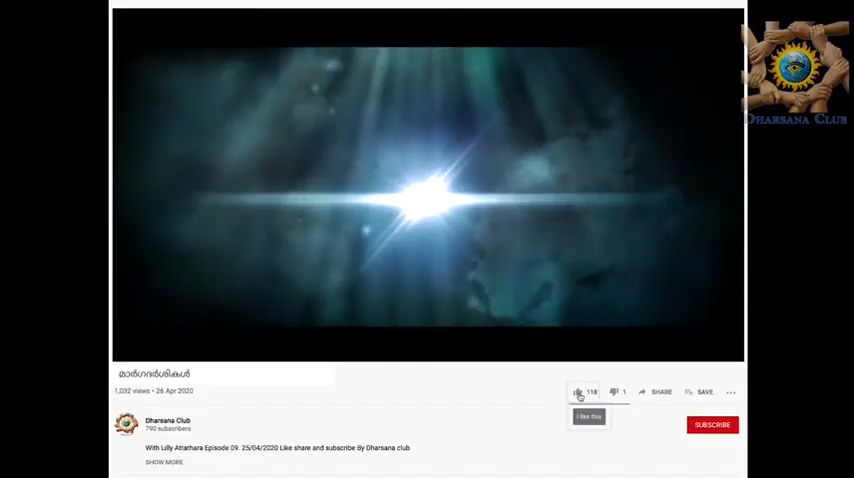 DHARSANA CLUB
മാർഗദർശികൾ
1,032 views • 26 Apr 2020
118
1
SHARE
SAVE
I like this
Dharsana Club
790 subscribers
SUBSCRIBE
With Lilly Attathara Episode 09. 25/04/2020 Like share and subscribe By Dharsana club
SHOW MORE